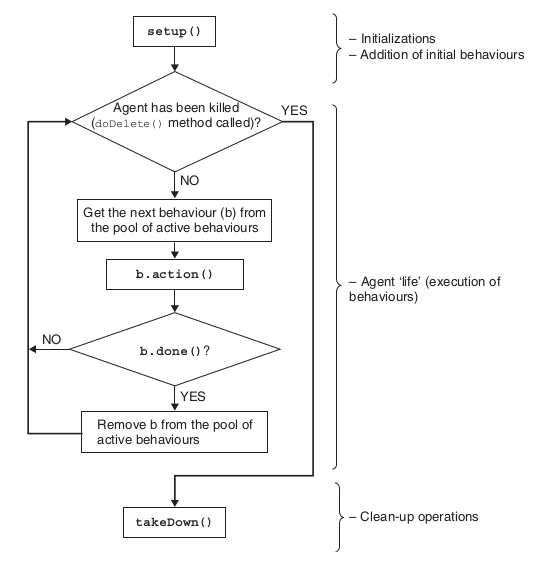 setup()
– Initializations
– Addition of initial behaviours
Agent has been killed
(doDelete() method called)?
YES
NO
Get the next behaviour (b) from
the pool of active behaviours
b.action()
– Agent ‘life’ (execution of
behaviours)
b.done()?
NO
YES
Remove b from the pool of
active behaviours
takeDown()
– Clean-up operations